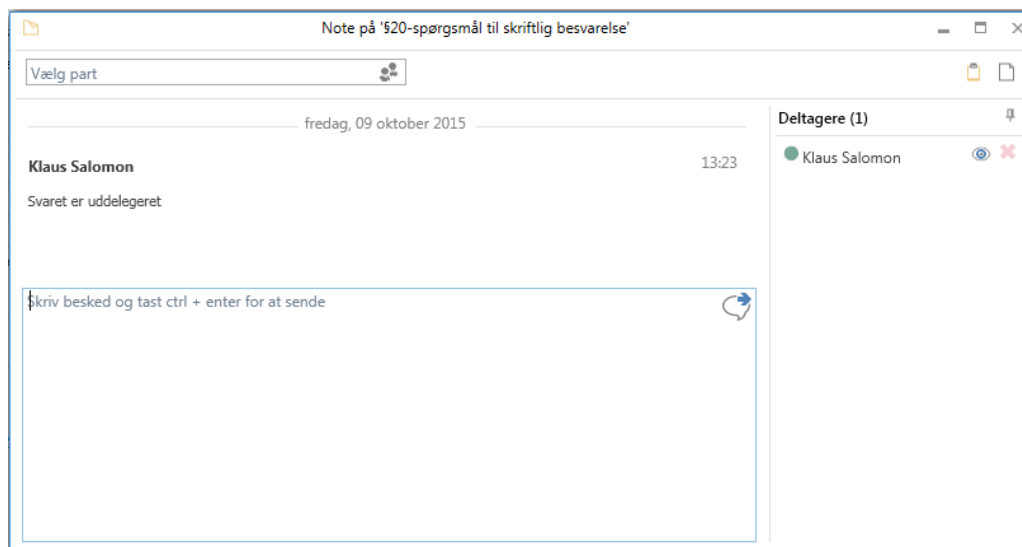 Note på '§20-spørgsmål til skriftlig besvarelse'
Vælg part
fredag, 09 oktober 2015
Klaus Salomon 13:23
Svaret er uddelegeret
Skriv besked og tast ctrl + enter for at sende
Deltagere (1)
Klaus Salomon